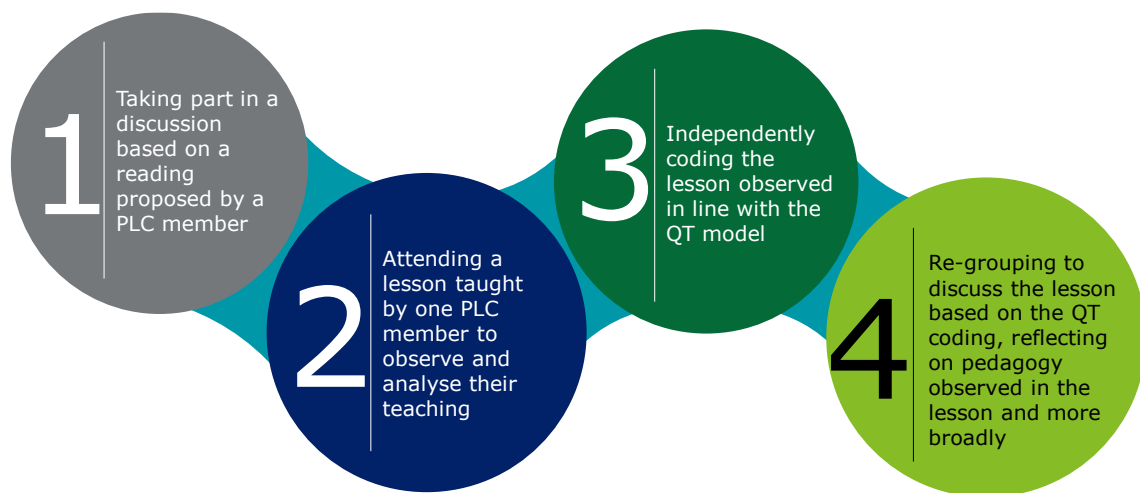 1
Taking part in a
discussion
based on a
reading
proposed by a
PLC member
2
Attending a
lesson taught
by one PLC
member to
observe and
analyse their
teaching
3
Independently
coding the
lesson observed
in line with the
QT model
4
Re-grouping to
discuss the lesson
based on the QT
coding, reflecting
on pedagogy
observed in the
lesson and more
broadly